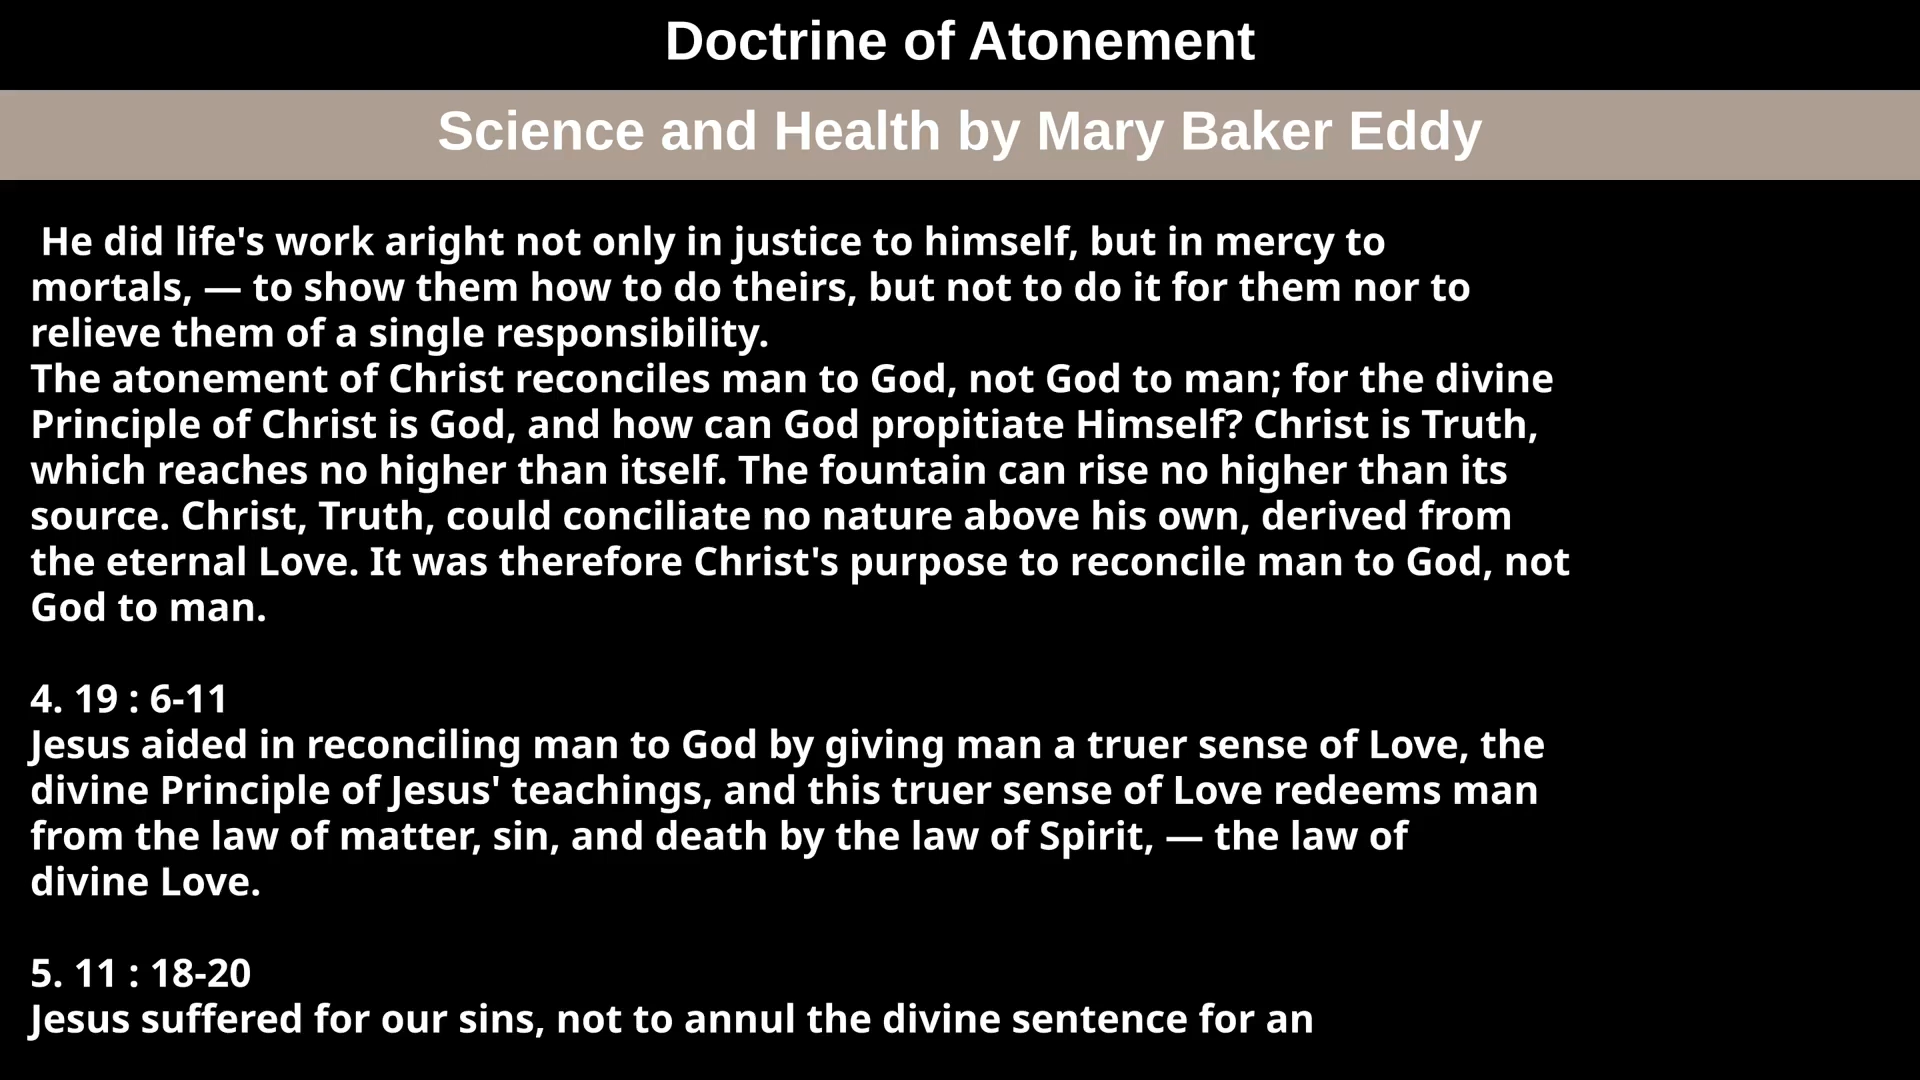 Doctrine of Atonement
Science and Health by Mary Baker Eddy
He did life's work aright not only in justice to himself, but in mercy to
mortals, — to show them how to do theirs, but not to do it for them nor to
relieve them of a single responsibility.
The atonement of Christ reconciles man to God, not God to man; for the divine
Principle of Christ is God, and how can God propitiate Himself? Christ is Truth,
which reaches no higher than itself. The fountain can rise no higher than its
source. Christ, Truth, could conciliate no nature above his own, derived from
the eternal Love. It was therefore Christ's purpose to reconcile man to God, not
God to man.
4. 19 : 6-11
Jesus aided in reconciling man to God by giving man a truer sense of Love, the
divine Principle of Jesus' teachings, and this truer sense of Love redeems man
from the law of matter, sin, and death by the law of Spirit, — the law of
divine Love.
5. 11 : 18-20
Jesus suffered for our sins, not to annul the divine sentence for an